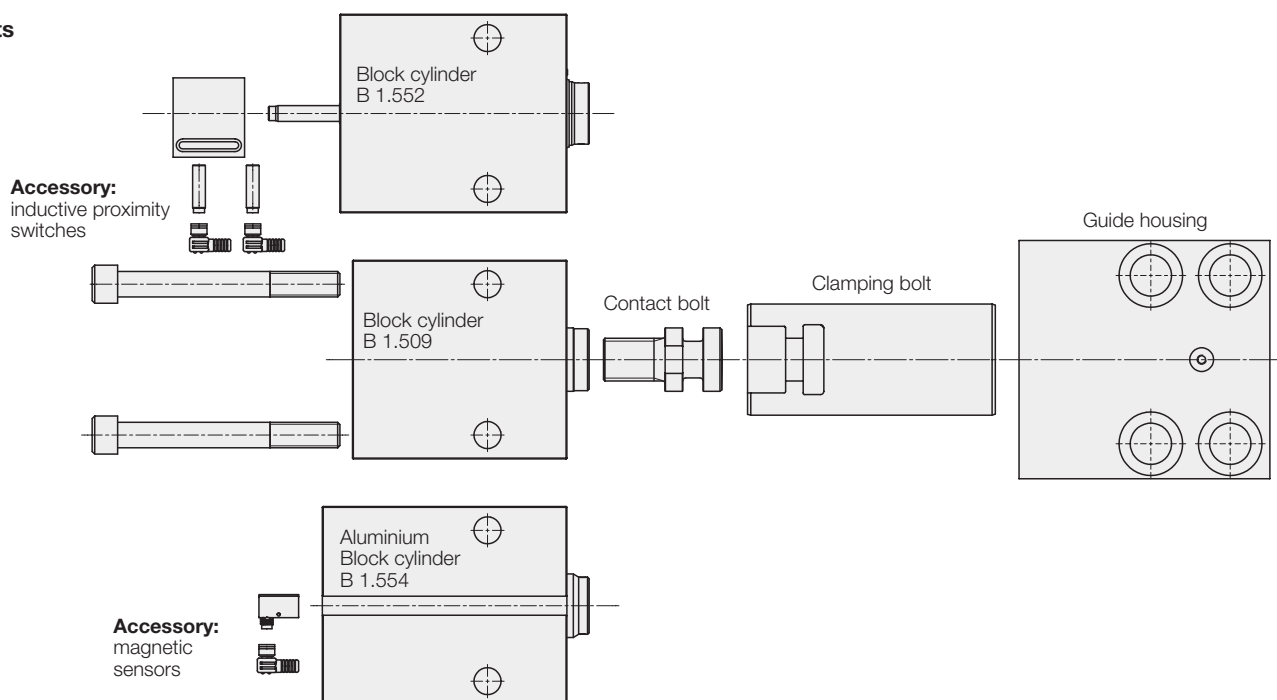 Block cylinder
B 1.552
Accessory:
inductive proximity
switches
Guide housing
Clamping bolt
Contact bolt
Block cylinder
B 1.509
Aluminium
Block cylinder
B 1.554
Accessory:
magnetic
sensors